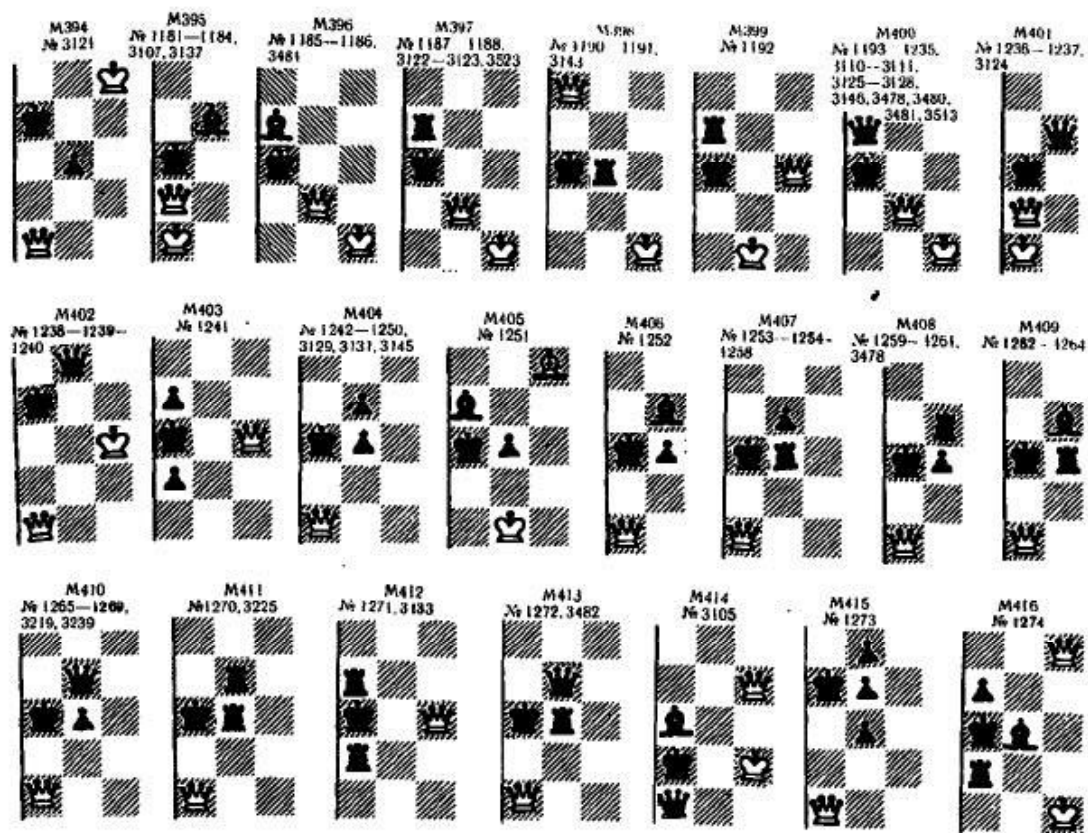 M394
№ 3121
M395
№ 1181—1184,
3107, 3137
M396
№ 1185—1186,
3484
M397
№ 1187 1188,
3122—3123, 3523
M398
№ 1190 1191,
3143
M399
№ 1192
M400
№ 1193 1235,
3110—3111,
3125—3128,
3146, 3478, 3480,
3481, 3513
M401
№ 1236—1237,
3124
M402
№ 1238—1239—
1240
M403
№ 1241
M404
№ 1242—1250,
3129, 3131, 3145
M405
№ 1251
M406
№ 1252
M407
№ 1253—1254-
1258
M408
№ 1259—1261,
3478
M409
№ 1262 - 1264
M410
№ 1265—1269,
3219, 3239
M411
№ 1270, 3225
M412
№ 1271, 3133
M413
№ 1272, 3482
M414
№ 3105
M415
№ 1273
M416
№ 1274